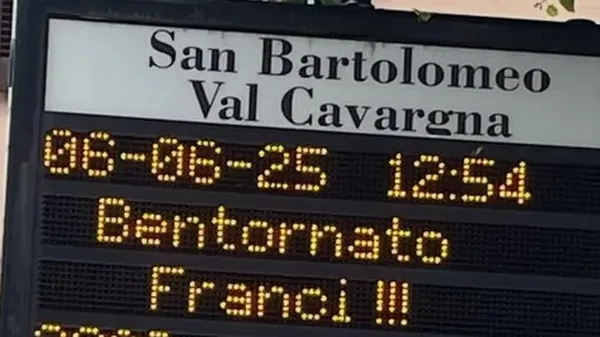 San Bartolomeo
Val Cavargna
06-06-25 12:54
Bentornato
Franci !!!